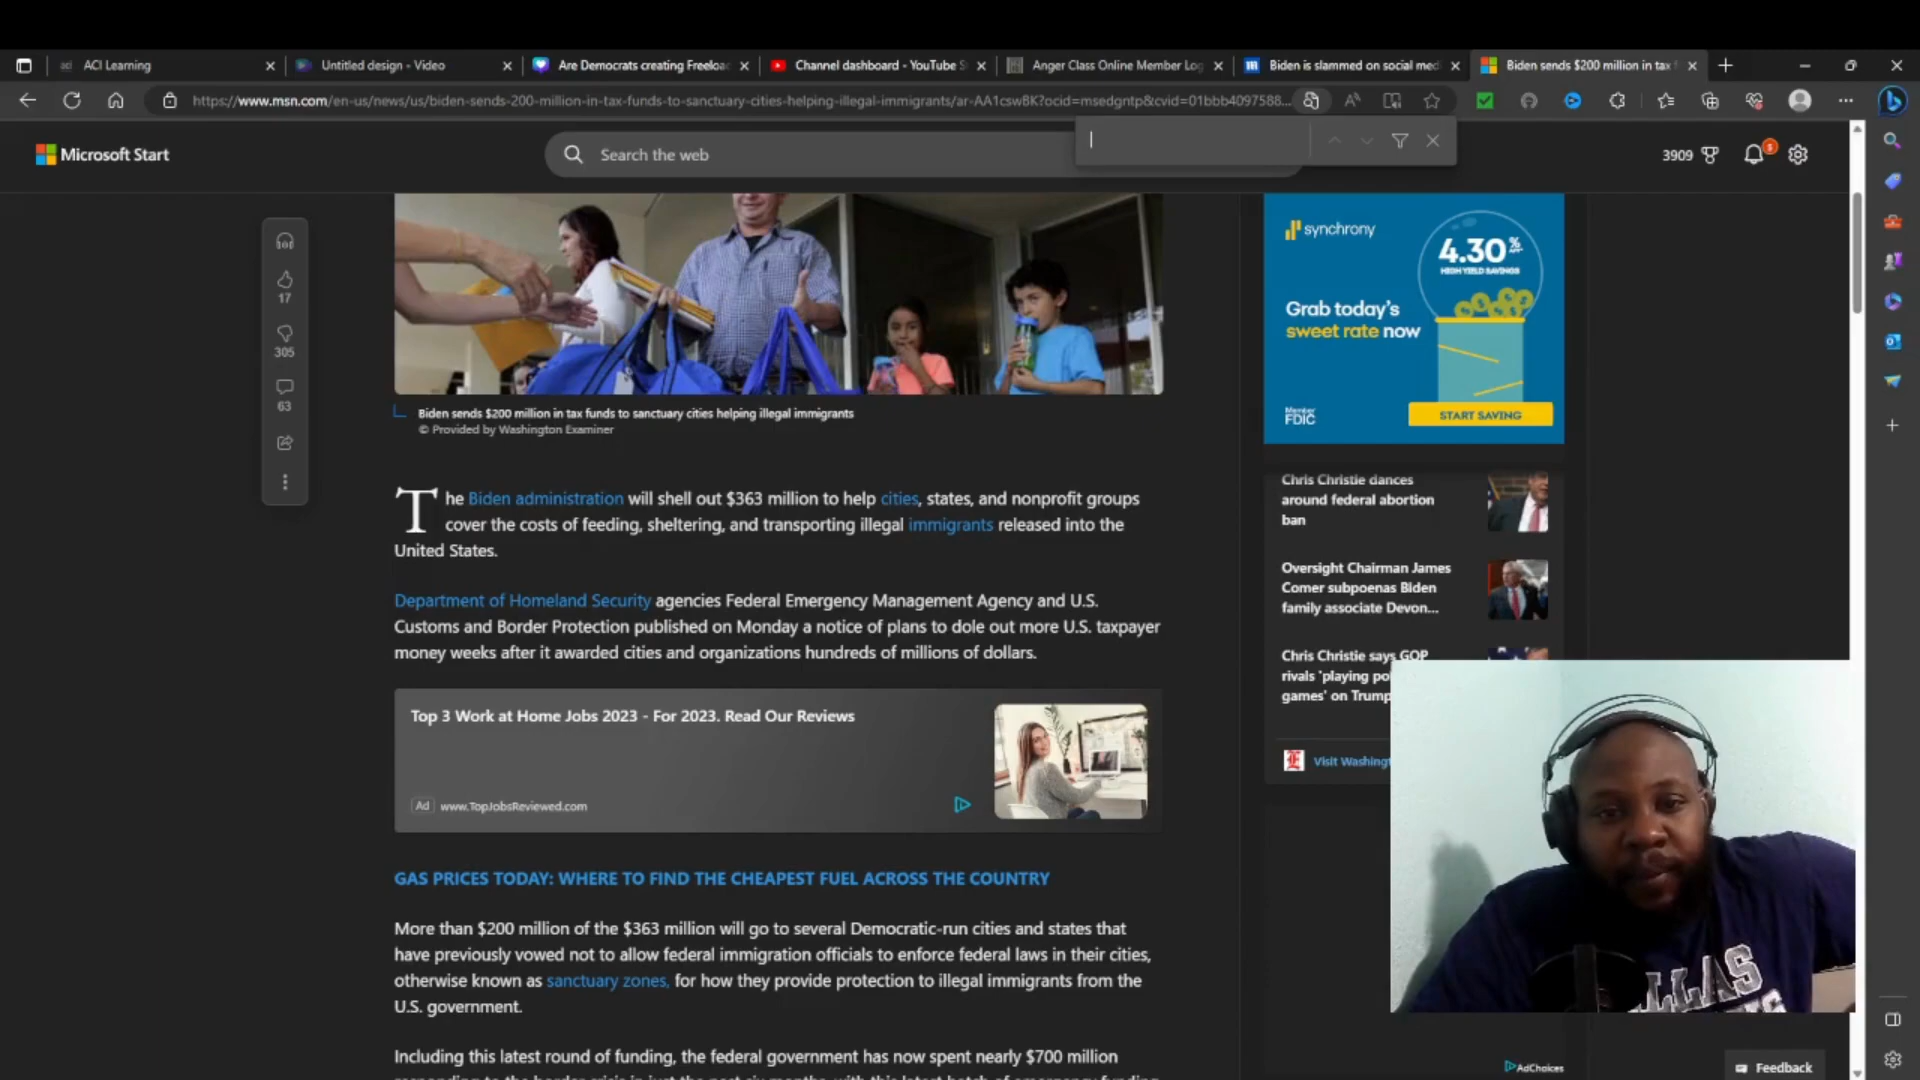 ACI Learning
Untitled design - Video
Are Democrats creating Freeloa
Channel dashboard - YouTube S
Anger Class Online Member Log
Biden is slammed on social med
Biden sends $200 million in tax f
https://www.msn.com/en-us/news/us/biden-sends-200-million-in-tax-funds-to-sanctuary-cities-helping-illegal-immigrants/ar-AA1cswBK?ocid=msedgntp&cvid=01bbb4097588...
Microsoft Start
Search the web
3909
5
17
305
63
Biden sends $200 million in tax funds to sanctuary cities helping illegal immigrants
© Provided by Washington Examiner
The Biden administration will shell out $363 million to help cities, states, and nonprofit groups
cover the costs of feeding, sheltering, and transporting illegal immigrants released into the
United States.
Department of Homeland Security agencies Federal Emergency Management Agency and U.S.
Customs and Border Protection published on Monday a notice of plans to dole out more U.S. taxpayer
money weeks after it awarded cities and organizations hundreds of millions of dollars.
Top 3 Work at Home Jobs 2023 - For 2023. Read Our Reviews
Ad www.TopJobsReviewed.com
GAS PRICES TODAY: WHERE TO FIND THE CHEAPEST FUEL ACROSS THE COUNTRY
More than $200 million of the $363 million will go to several Democratic-run cities and states that
have previously vowed not to allow federal immigration officials to enforce federal laws in their cities,
otherwise known as sanctuary zones, for how they provide protection to illegal immigrants from the
U.S. government.
Including this latest round of funding, the federal government has now spent nearly $700 million
synchrony
4.30%
HIGH YIELD SAVINGS
Grab today's
sweet rate now
Member
FDIC
START SAVING
Chris Christie dances
around federal abortion
ban
Oversight Chairman James
Comer subpoenas Biden
family associate Devon...
Chris Christie says GOP
rivals 'playing po
games' on Trump
Visit Washingt
LLAS
AdChoices
Feedback